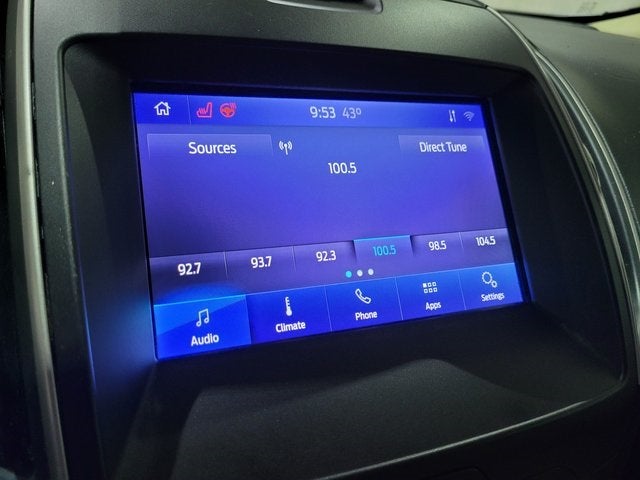 9:53 43°
Sources
Direct Tune
100.5
92.7 93.7 92.3 100.5 98.5 104.5
Audio Climate Phone Apps Settings